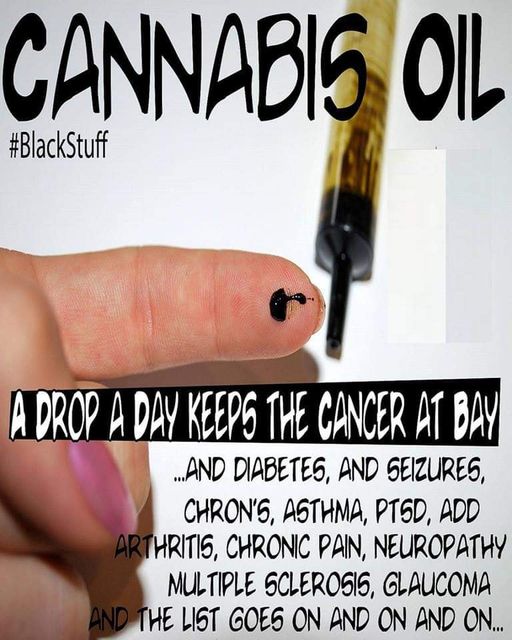 CANNABIS OIL
#BlackStuff
A DROP A DAY KEEPS THE CANCER AT BAY
...AND DIABETES, AND SEIZURES,
CHRON'S, ASTHMA, PTSD, ADD
ARTHRITIS, CHRONIC PAIN, NEUROPATHY
MULTIPLE SCLEROSIS, GLAUCOMA
AND THE LIST GOES ON AND ON AND ON...